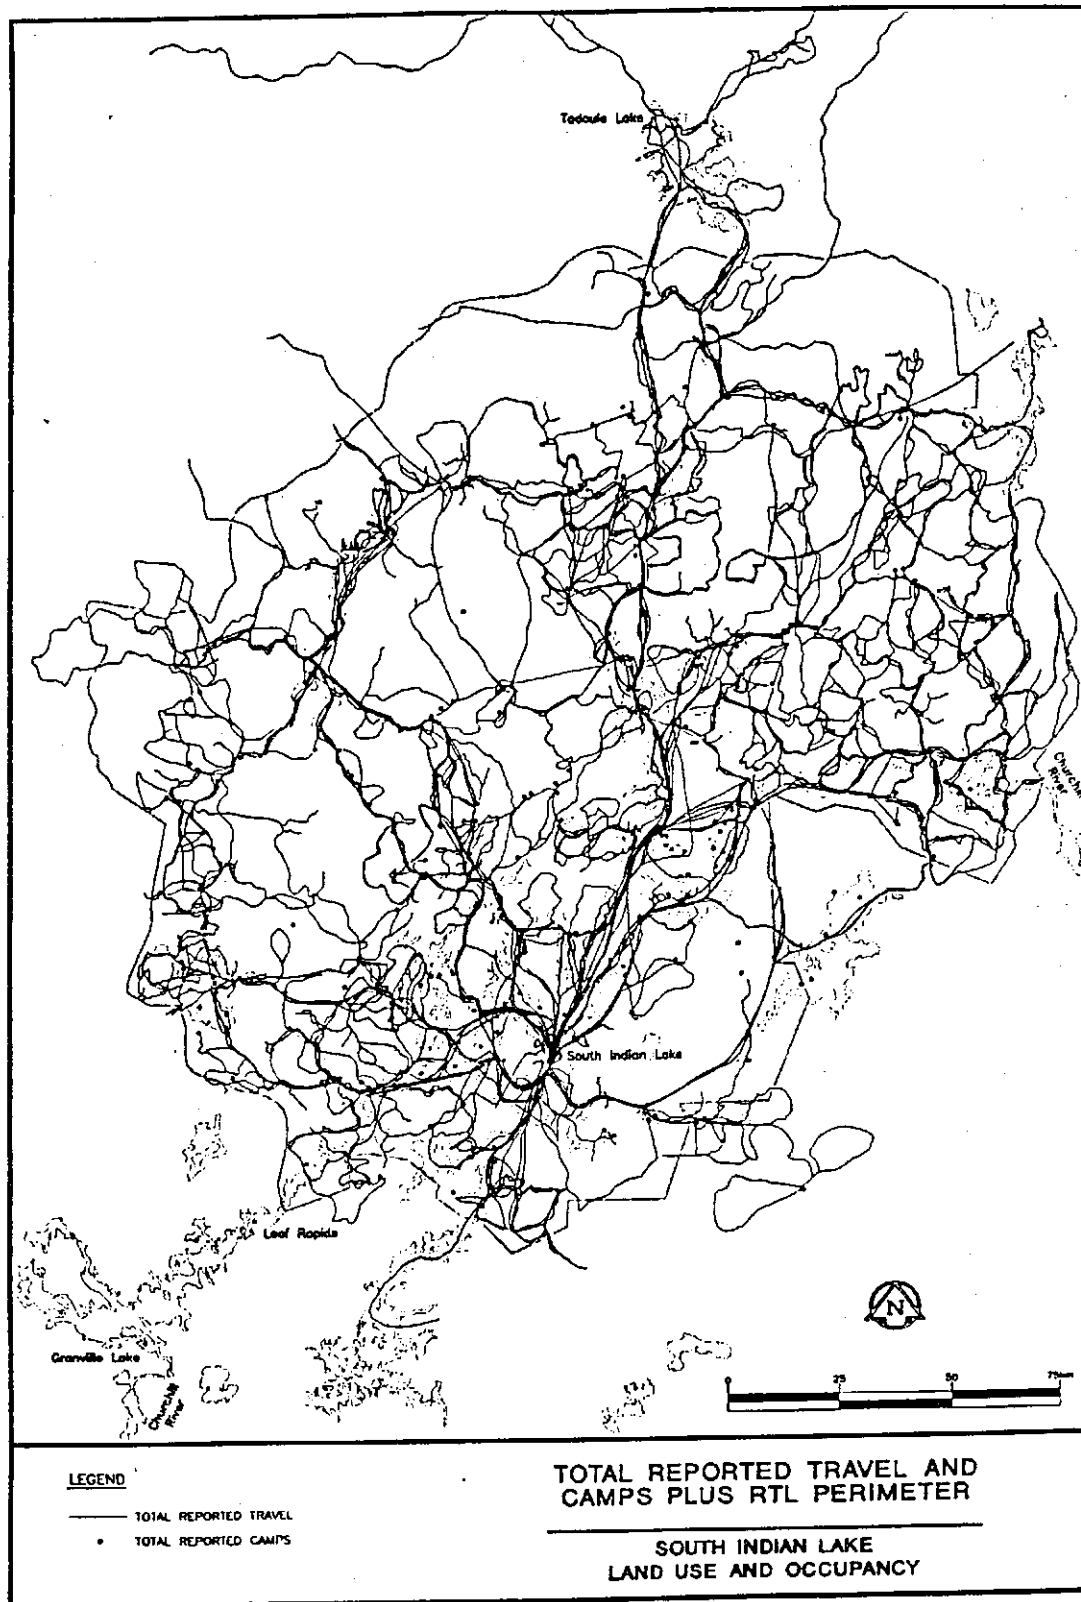 Tadoule Lake
Churchill
River
South Indian Lake
Leaf Rapids
Granville Lake
Churchill
River
N
0
25
50
75km
LEGEND
TOTAL REPORTED TRAVEL
TOTAL REPORTED CAMPS
TOTAL REPORTED TRAVEL AND
CAMPS PLUS RTL PERIMETER
SOUTH INDIAN LAKE
LAND USE AND OCCUPANCY